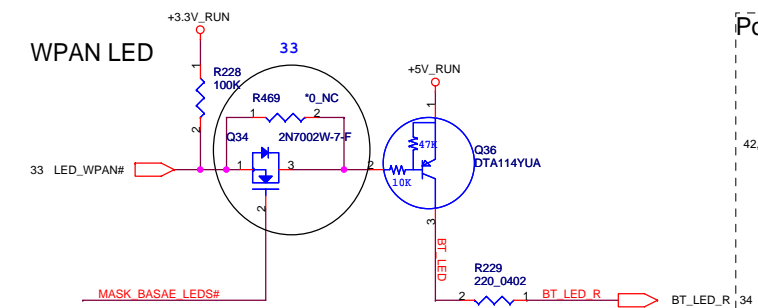 +3.3V_RUN
Po
WPAN LED
33
1
R228
100K
2
+5V_RUN
R469
*0_NC
1
2
1
Q34
2N7002W-7-F
47K
Q36
DTA114YUA
42,
33 LED_WPAN#
1
3
2
10K
2
3
BT_LED
R229
220_0402
MASK_BASAE_LEDS#
2
1
BT_LED_R
BT_LED_R
34